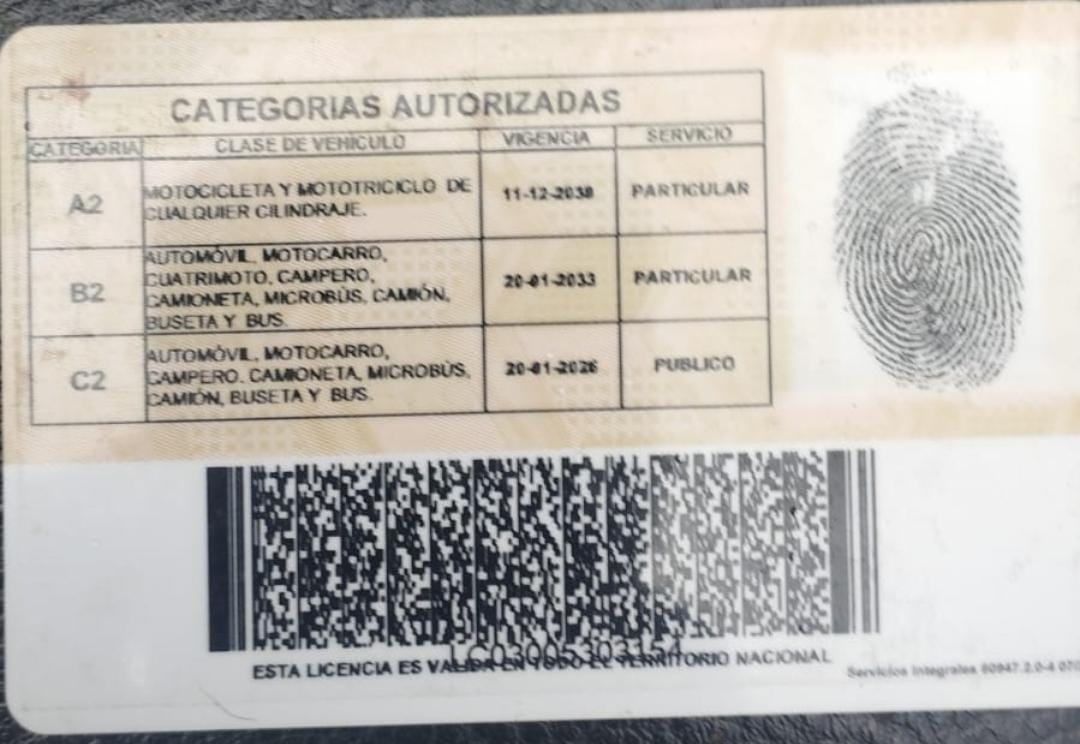 CATEGORIAS AUTORIZADAS
CATEGORIA CLASE DE VEHICULO VIGENCIA SERVICIO
A2 MOTOCICLETA Y MOTOTRICICLO DE CUALQUIER CILINDRAJE. 11-12-2030 PARTICULAR
B2 AUTOMÓVIL, MOTOCARRO, CUATRIMOTO, CAMPERO, CAMIONETA, MICROBÚS, CAMIÓN, BUSETA Y BUS. 20-01-2033 PARTICULAR
C2 AUTOMÓVIL, MOTOCARRO, CAMPERO. CAMIONETA, MICROBÚS, CAMIÓN, BUSETA Y BUS. 20-01-2026 PUBLICO
LC03005303154
ESTA LICENCIA ES VALIDA EN TODO EL TERRITORIO NACIONAL
Servicios Integrales